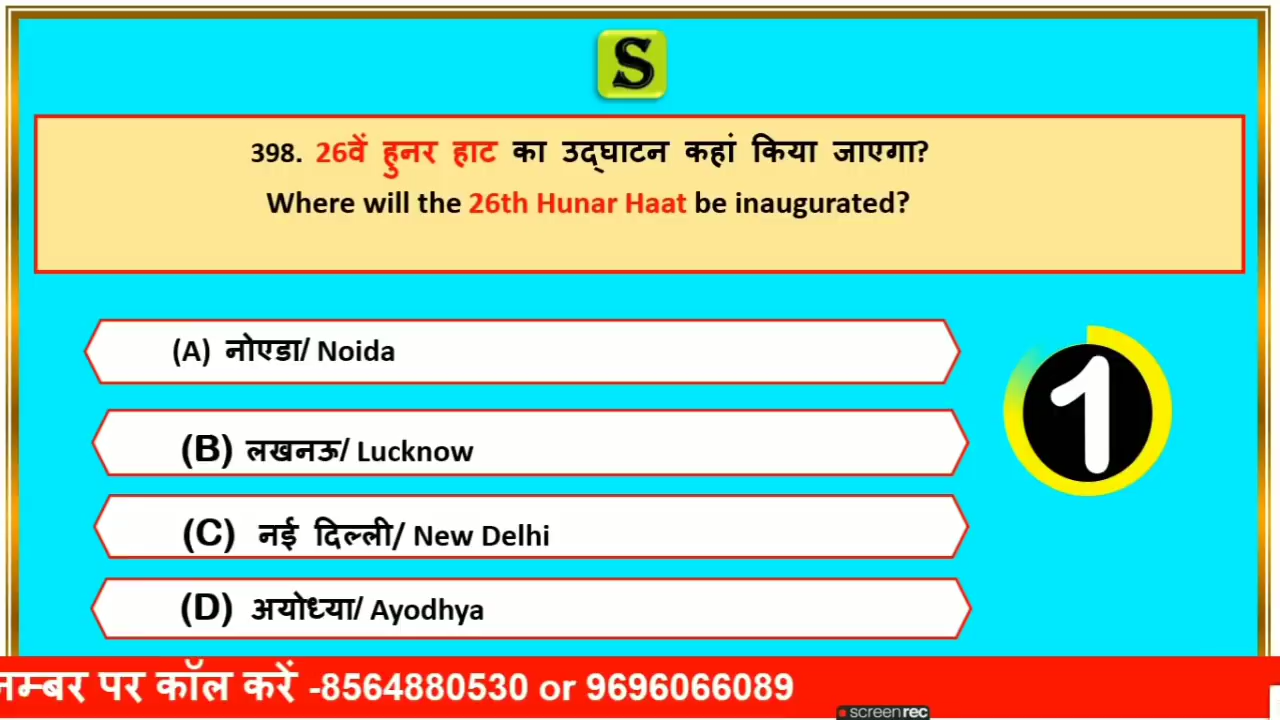 S
398. 26वें हुनर हाट का उद्घाटन कहां किया जाएगा?
Where will the 26th Hunar Haat be inaugurated?
(A) नोएडा/ Noida
1
(B) लखनऊ/ Lucknow
(C) नई दिल्ली/ New Delhi
(D) अयोध्या/ Ayodhya
नम्बर पर कॉल करें -8564880530 or 9696066089
screenrec